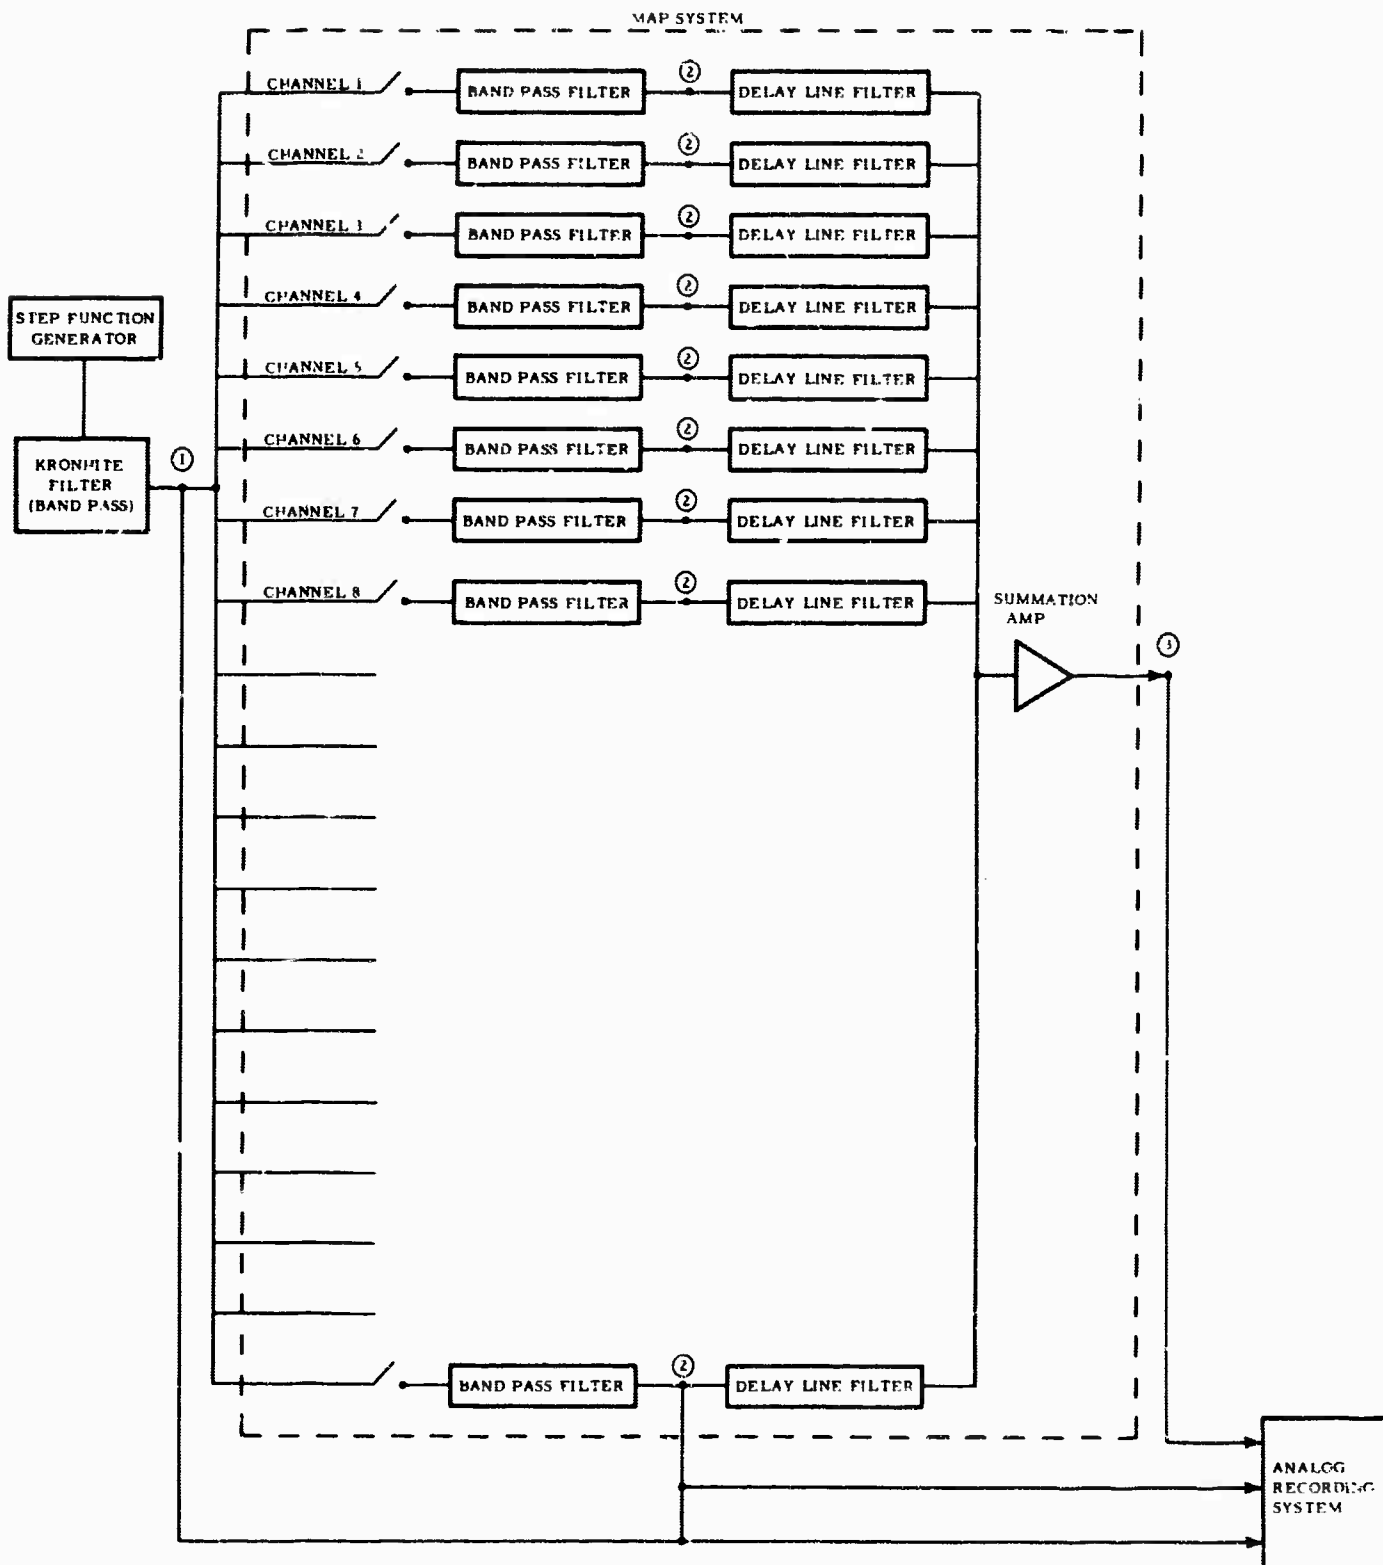 MAP SYSTEM
CHANNEL 1
BAND PASS FILTER
2
DELAY LINE FILTER
CHANNEL 2
BAND PASS FILTER
2
DELAY LINE FILTER
CHANNEL 3
BAND PASS FILTER
2
DELAY LINE FILTER
CHANNEL 4
BAND PASS FILTER
2
DELAY LINE FILTER
STEP FUNCTION
GENERATOR
CHANNEL 5
BAND PASS FILTER
2
DELAY LINE FILTER
CHANNEL 6
BAND PASS FILTER
2
DELAY LINE FILTER
KRONHITE
FILTER
(BAND PASS)
1
CHANNEL 7
BAND PASS FILTER
2
DELAY LINE FILTER
CHANNEL 8
BAND PASS FILTER
2
DELAY LINE FILTER
SUMMATION
AMP
3
BAND PASS FILTER
2
DELAY LINE FILTER
ANALOG
RECORDING
SYSTEM